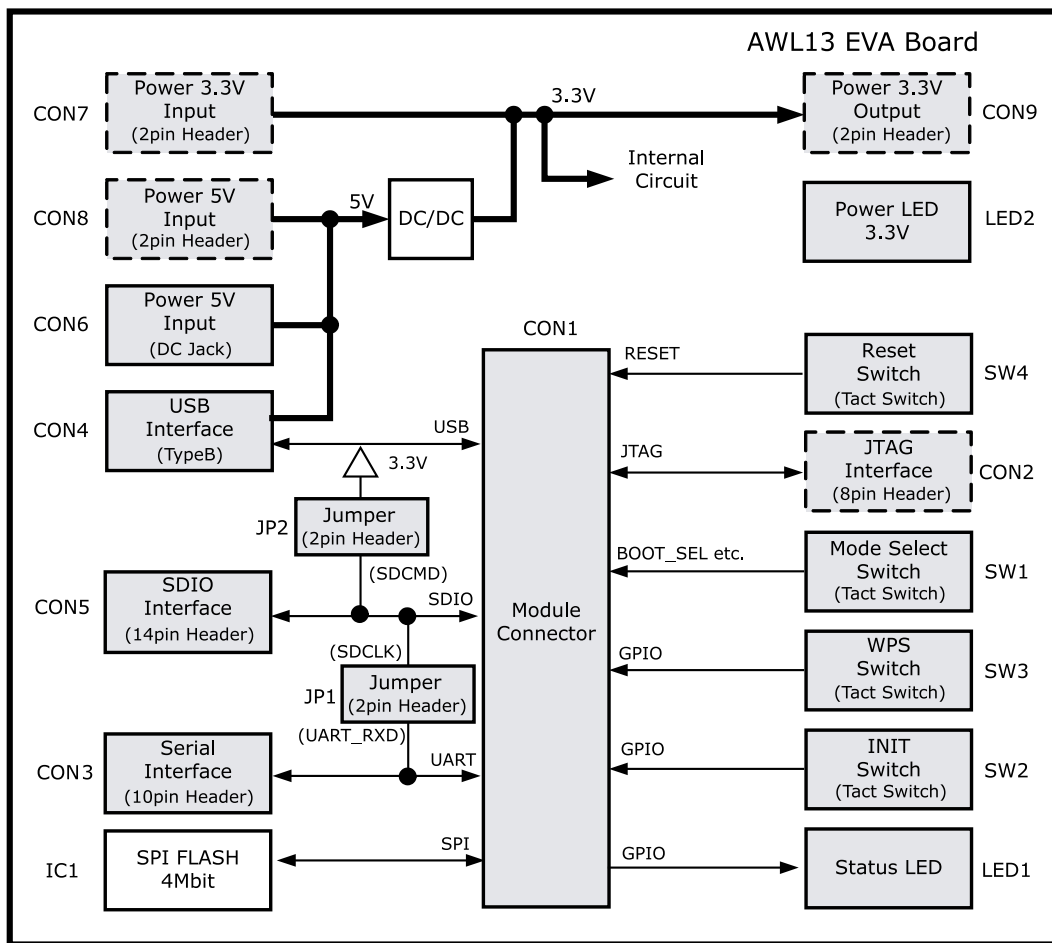 AWL13 EVA Board
CON7
Power 3.3V
Input
(2pin Header)
3.3V
Power 3.3V
Output
(2pin Header)
CON9
Internal
Circuit
CON8
Power 5V
Input
(2pin Header)
5V
DC/DC
Power LED
3.3V
LED2
CON6
Power 5V
Input
(DC Jack)
CON4
USB
Interface
(TypeB)
USB
3.3V
JP2
Jumper
(2pin Header)
(SDCMD)
CON5
SDIO
Interface
(14pin Header)
SDIO
(SDCLK)
JP1
Jumper
(2pin Header)
(UART_RXD)
CON3
Serial
Interface
(10pin Header)
UART
IC1
SPI FLASH
4Mbit
SPI
CON1
Module
Connector
RESET
Reset
Switch
(Tact Switch)
SW4
JTAG
JTAG
Interface
(8pin Header)
CON2
BOOT_SEL etc.
Mode Select
Switch
(Tact Switch)
SW1
GPIO
WPS
Switch
(Tact Switch)
SW3
GPIO
INIT
Switch
(Tact Switch)
SW2
GPIO
Status LED
LED1